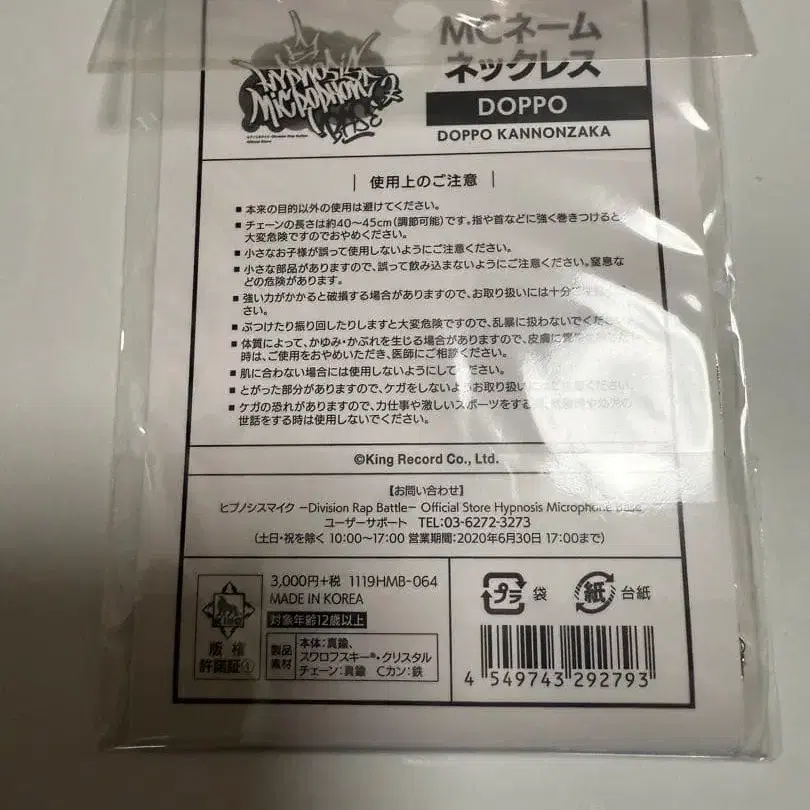 HYPNOSIS
MICROPHONE
BASE
MCネーム
ネックレス
DOPPO
DOPPO KANNONZAKA
使用上のご注意
■ 本来の目的以外の使用は避けてください。
■ チェーンの長さは約40〜45cm(調節可能)です。指や首などに強く巻きつけると
大変危険ですのでおやめください。
■ 小さなお子様が誤って使用しないようにご注意ください。
■ 小さな部品がありますので、誤って飲み込まないようにご注意ください。窒息な
どの危険があります。
■ 強い力がかかると破損する場合がありますので、お取り扱いには十分
さい。
■ ぶつけたり振り回したりしますと大変危険ですので、乱暴に扱わないでください。
■ 体質によって、かゆみ・かぶれを生じる場合がありますので、皮膚に異常
時は、ご使用をおやめいただき、医師にご相談ください。
■ 肌に合わない場合には使用しないようにしてください。
■ とがった部分がありますので、ケガをしないようお取り扱いにはご注意ください。
■ ケガの恐れがありますので、力仕事や激しいスポーツをする
世話をする時は使用しないでください。
©King Record Co., Ltd.
【お問い合わせ】
ヒプノシスマイク −Division Rap Battle− Official Store Hypnosis Microphone Base
ユーザーサポート TEL:03-6272-3273
(土日・祝を除く 10:00〜17:00 営業期間:2020年6月30日 17:00まで)
KING
版権
許諾証④
3,000円+税 1119HMB-064
MADE IN KOREA
対象年齢12歳以上
製品
素材
本体:真鍮、
スワロフスキー®・クリスタル
チェーン:真鍮 Cカン:鉄
プラ 袋
紙 台紙
4 549743 292793